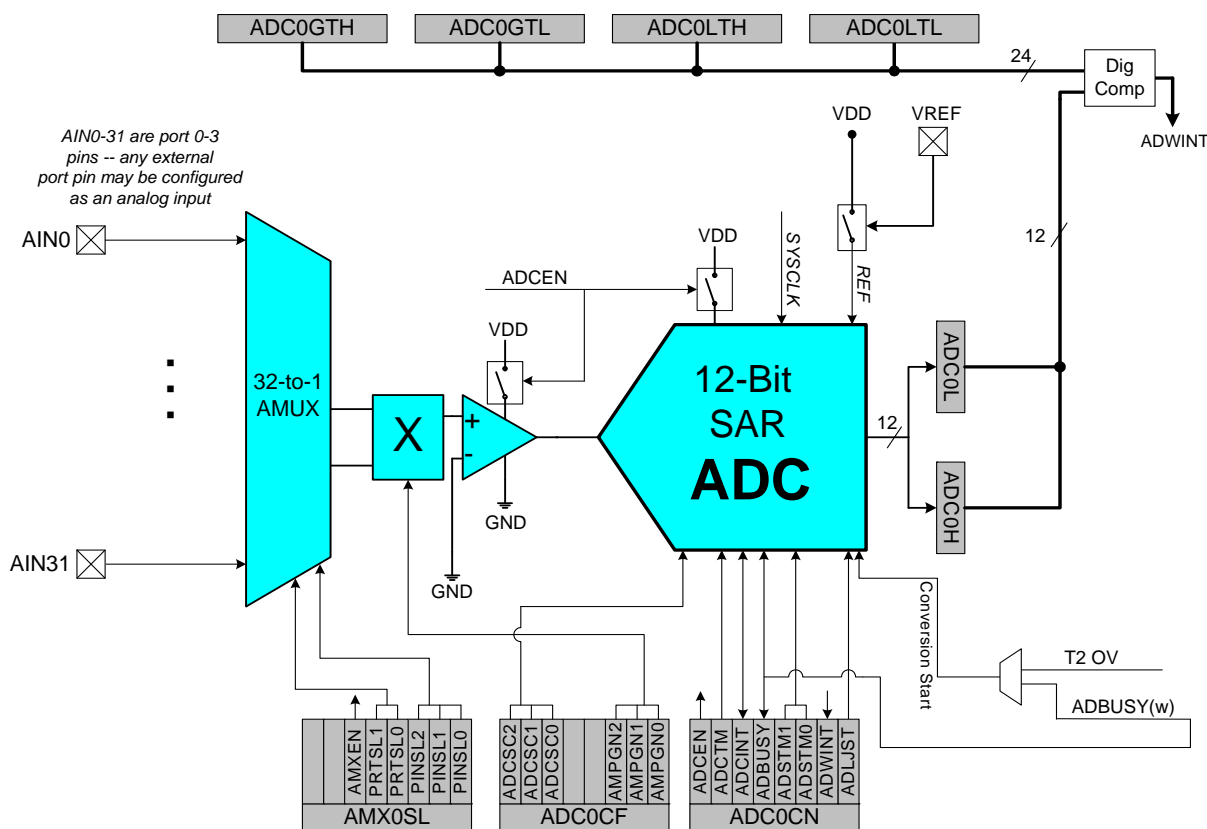 ADC0GTH
ADC0GTL
ADC0LTH
ADC0LTL
24
Dig
Comp
ADWINT
AIN0-31 are port 0-3
pins -- any external
port pin may be configured
as an analog input
VDD
VREF
12
AIN0
VDD
SYSCLK
REF
ADCEN
VDD
32-to-1
AMUX
X
+
-
12-Bit
SAR
ADC
12
ADC0L
ADC0H
GND
GND
AIN31
Conversion Start
T2 OV
ADBUSY(w)
AMXEN
PRTSL1
PRTSL0
PINSL2
PINSL1
PINSL0
AMX0SL
ADCSC2
ADCSC1
ADCSC0
AMPGN2
AMPGN1
AMPGN0
ADC0CF
ADCEN
ADCTM
ADCINT
ADBUSY
ADSTM1
ADSTM0
ADWINT
ADLJST
ADC0CN